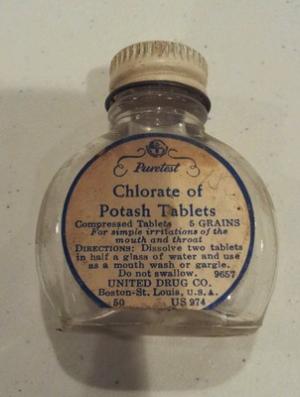 Puretest
Chlorate of
Potash Tablets
Compressed Tablets 5 GRAINS
For simple irritations of the
mouth and throat
DIRECTIONS: Dissolve two tablets
in half a glass of water and use
as a mouth wash or gargle.
Do not swallow. 9657
UNITED DRUG CO.
Boston-St. Louis, U.S.A.
50 US 974